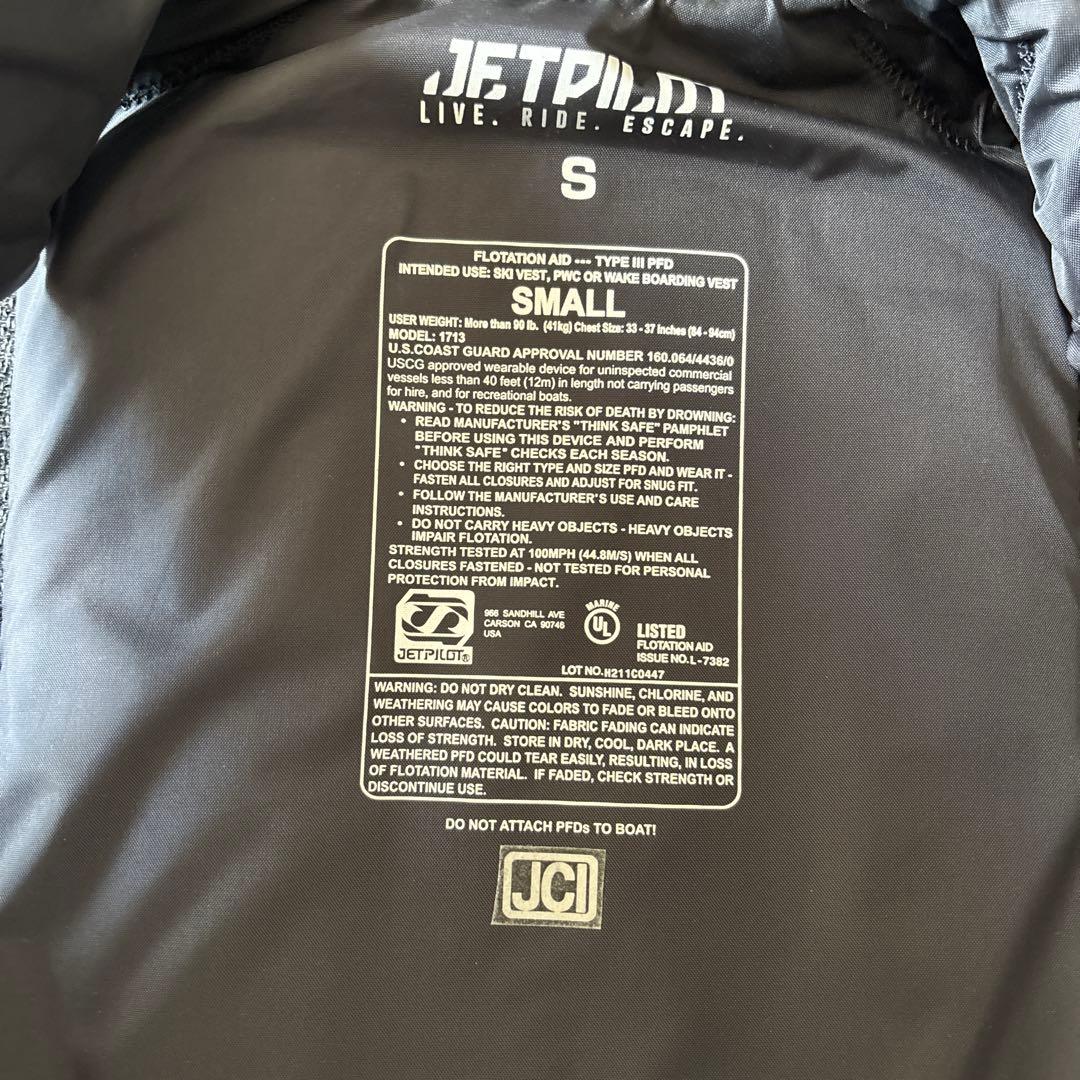 JETPILOT
LIVE. RIDE. ESCAPE.
S
FLOTATION AID --- TYPE III PFD
INTENDED USE: SKI VEST, PWC OR WAKE BOARDING VEST
SMALL
USER WEIGHT: More than 90 lb. (41kg) Chest Size: 33 - 37 Inches (84 - 94cm)
MODEL: 1713
U.S.COAST GUARD APPROVAL NUMBER 160.064/4436/0
USCG approved wearable device for uninspected commercial
vessels less than 40 feet (12m) in length not carrying passengers
for hire, and for recreational boats.
WARNING - TO REDUCE THE RISK OF DEATH BY DROWNING:
• READ MANUFACTURER'S "THINK SAFE" PAMPHLET
BEFORE USING THIS DEVICE AND PERFORM
"THINK SAFE" CHECKS EACH SEASON.
• CHOOSE THE RIGHT TYPE AND SIZE PFD AND WEAR IT -
FASTEN ALL CLOSURES AND ADJUST FOR SNUG FIT.
• FOLLOW THE MANUFACTURER'S USE AND CARE
INSTRUCTIONS.
• DO NOT CARRY HEAVY OBJECTS - HEAVY OBJECTS
IMPAIR FLOTATION.
STRENGTH TESTED AT 100MPH (44.8M/S) WHEN ALL
CLOSURES FASTENED - NOT TESTED FOR PERSONAL
PROTECTION FROM IMPACT.
JETPILOT®
966 SANDHILL AVE
CARSON CA 90746
USA
MARINE
UL
LISTED
FLOTATION AID
ISSUE NO. L-7382
LOT NO. H211C0447
WARNING: DO NOT DRY CLEAN. SUNSHINE, CHLORINE, AND
WEATHERING MAY CAUSE COLORS TO FADE OR BLEED ONTO
OTHER SURFACES. CAUTION: FABRIC FADING CAN INDICATE
LOSS OF STRENGTH. STORE IN DRY, COOL, DARK PLACE. A
WEATHERED PFD COULD TEAR EASILY, RESULTING, IN LOSS
OF FLOTATION MATERIAL. IF FADED, CHECK STRENGTH OR
DISCONTINUE USE.
DO NOT ATTACH PFDs TO BOAT!
JCI